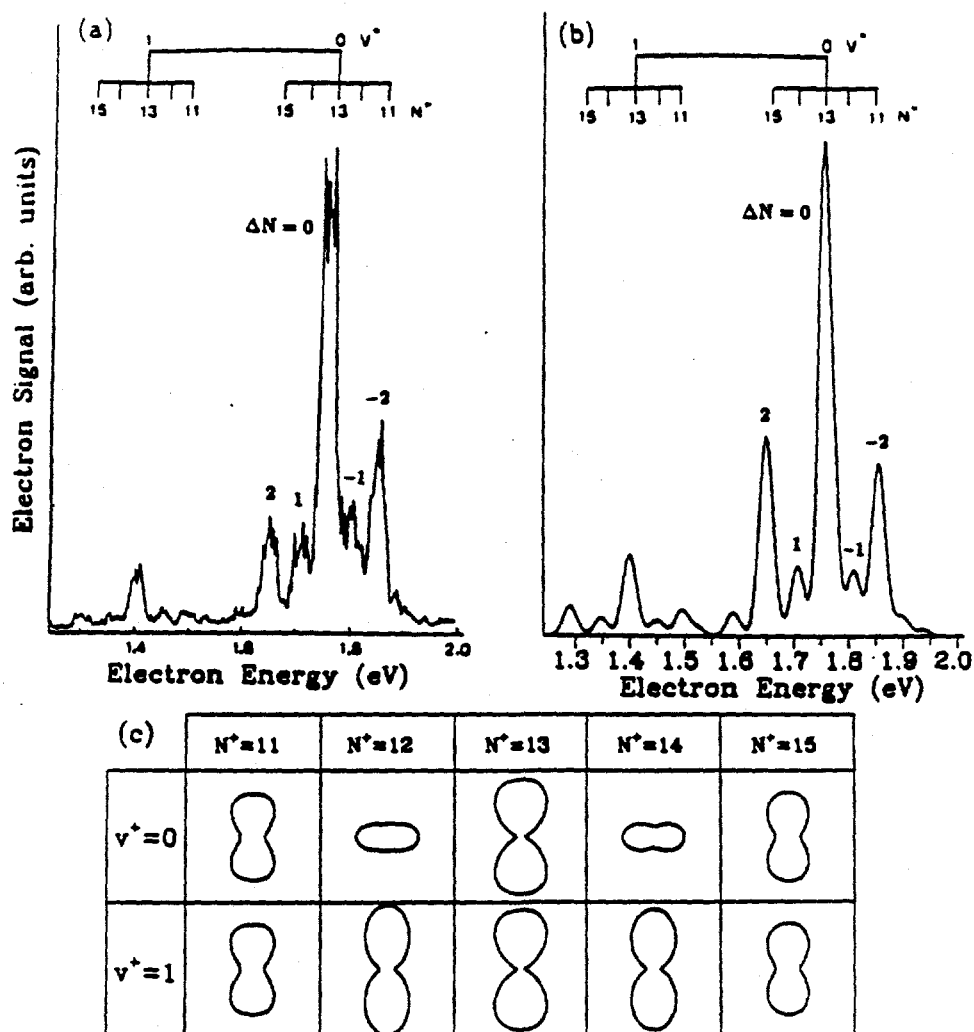 (a)
1 0 v⁺
15 13 11 15 13 11 N⁺
ΔN = 0
2
1
-1
-2
Electron Signal (arb. units)
1.6 1.8 2.0
Electron Energy (eV)
(b)
1 0 v⁺
15 13 11 15 13 11 N⁺
ΔN = 0
2
1
-1
-2
1.3 1.4 1.5 1.6 1.7 1.8 1.9 2.0
Electron Energy (eV)
(c) N⁺=11 N⁺=12 N⁺=13 N⁺=14 N⁺=15
v⁺=0
v⁺=1